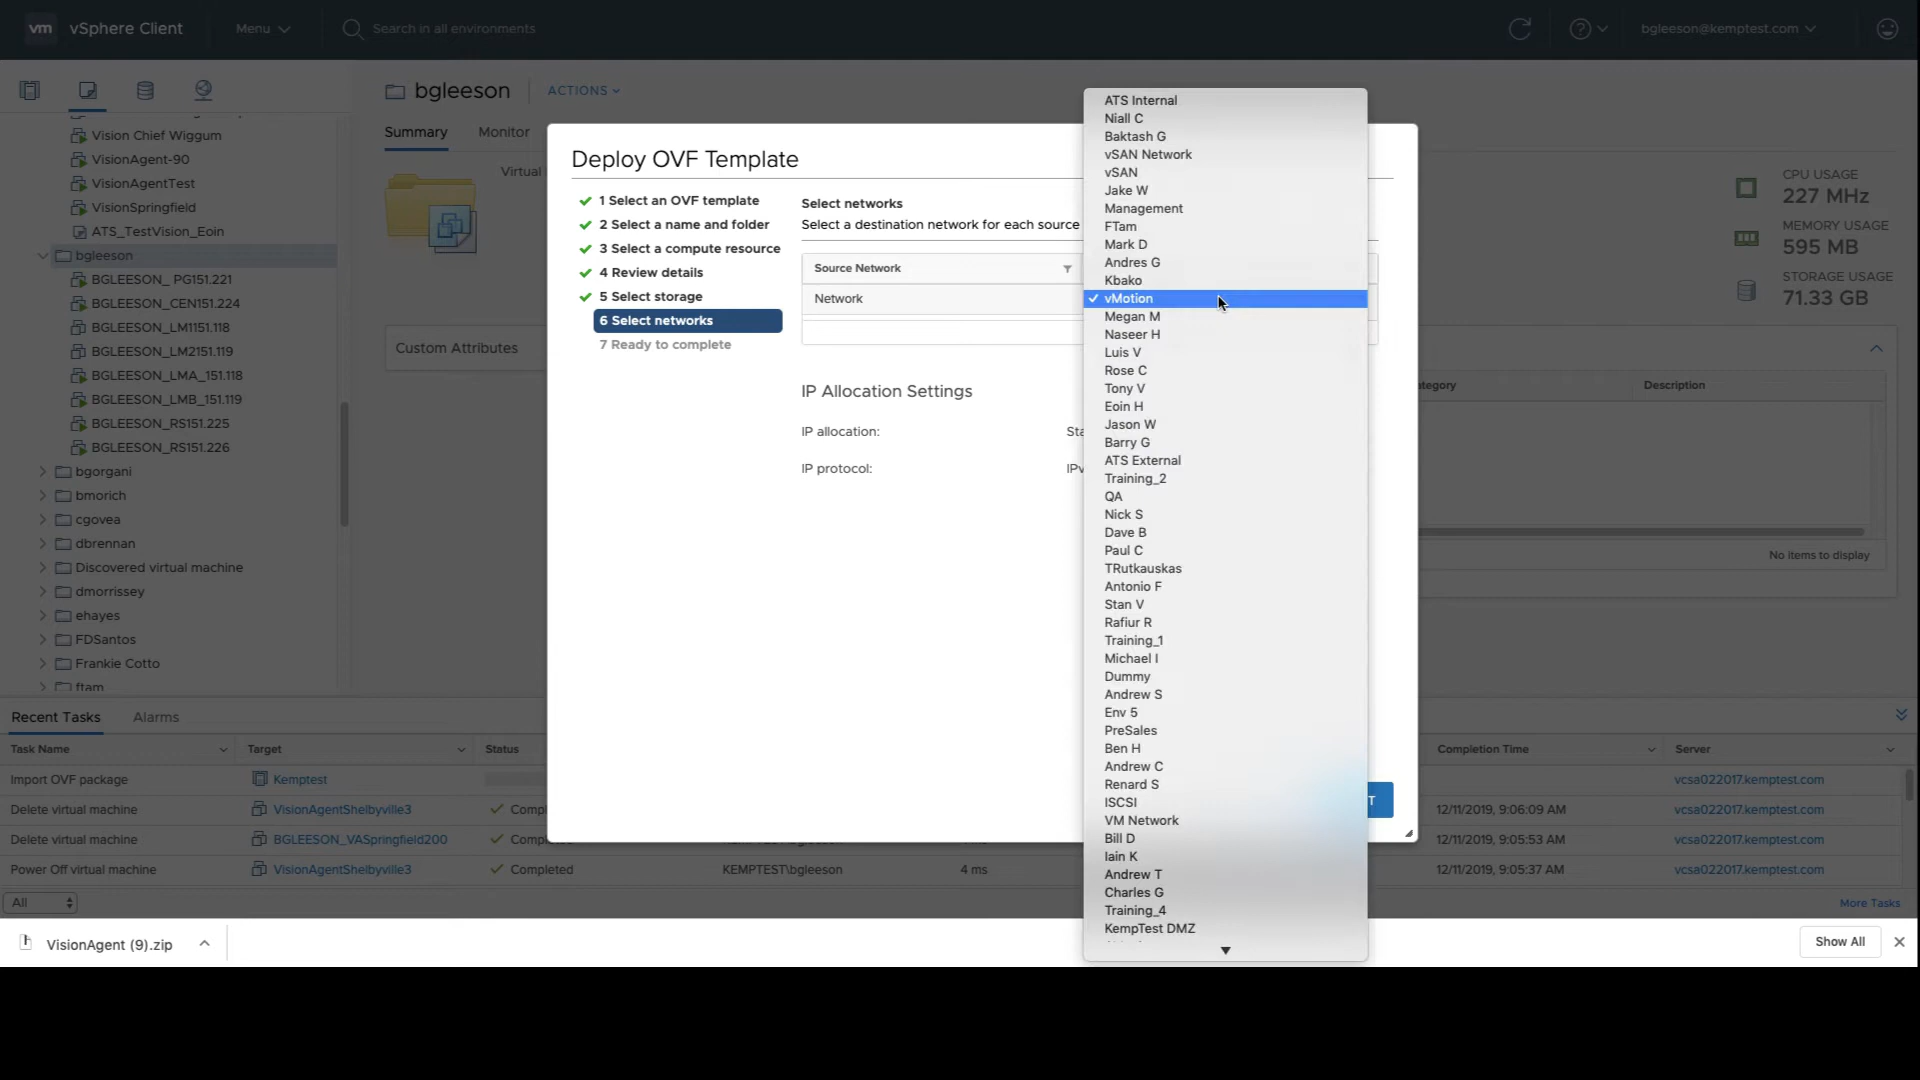 vm vSphere Client Menu Search in all environments bgleeson@kemptest.com
bgleeson ACTIONS
Summary Monitor
Virtual
Vision Chief Wiggum
VisionAgent-90
VisionAgentTest
VisionSpringfield
ATS_TestVision_Eoin
bgleeson
BGLEESON_ PG151.221
BGLEESON_CEN151.224
BGLEESON_LM1151.118
BGLEESON_LM2151.119
BGLEESON_LMA_151.118
BGLEESON_LMB_151.119
BGLEESON_RS151.225
BGLEESON_RS151.226
bgorgani
bmorich
cgovea
dbrennan
Discovered virtual machine
dmorrissey
ehayes
FDSantos
Frankie Cotto
ftam
Custom Attributes
Deploy OVF Template
1 Select an OVF template
2 Select a name and folder
3 Select a compute resource
4 Review details
5 Select storage
6 Select networks
7 Ready to complete
Select networks
Select a destination network for each source
Source Network
Network
IP Allocation Settings
IP allocation:
IP protocol:
ATS Internal
Niall C
Baktash G
vSAN Network
vSAN
Jake W
Management
FTam
Mark D
Andres G
Kbako
vMotion
Megan M
Naseer H
Luis V
Rose C
Tony V
Eoin H
Jason W
Barry G
ATS External
Training_2
QA
Nick S
Dave B
Paul C
TRutkauskas
Antonio F
Stan V
Rafiur R
Training_1
Michael I
Dummy
Andrew S
Env 5
PreSales
Ben H
Andrew C
Renard S
ISCSI
VM Network
Bill D
Iain K
Andrew T
Charles G
Training_4
KempTest DMZ
CPU USAGE
227 MHz
MEMORY USAGE
595 MB
STORAGE USAGE
71.33 GB
Description
No items to display
Recent Tasks Alarms
Task Name Target Status Completion Time Server
Import OVF package Kemptest vcsa022017.kemptest.com
Delete virtual machine VisionAgentShelbyville3 12/11/2019, 9:06:09 AM vcsa022017.kemptest.com
Delete virtual machine BGLEESON_VASpringfield200 12/11/2019, 9:05:53 AM vcsa022017.kemptest.com
Power Off virtual machine VisionAgentShelbyville3 Completed KEMPTEST\bgleeson 4 ms 12/11/2019, 9:05:37 AM vcsa022017.kemptest.com
All More Tasks
VisionAgent (9).zip Show All